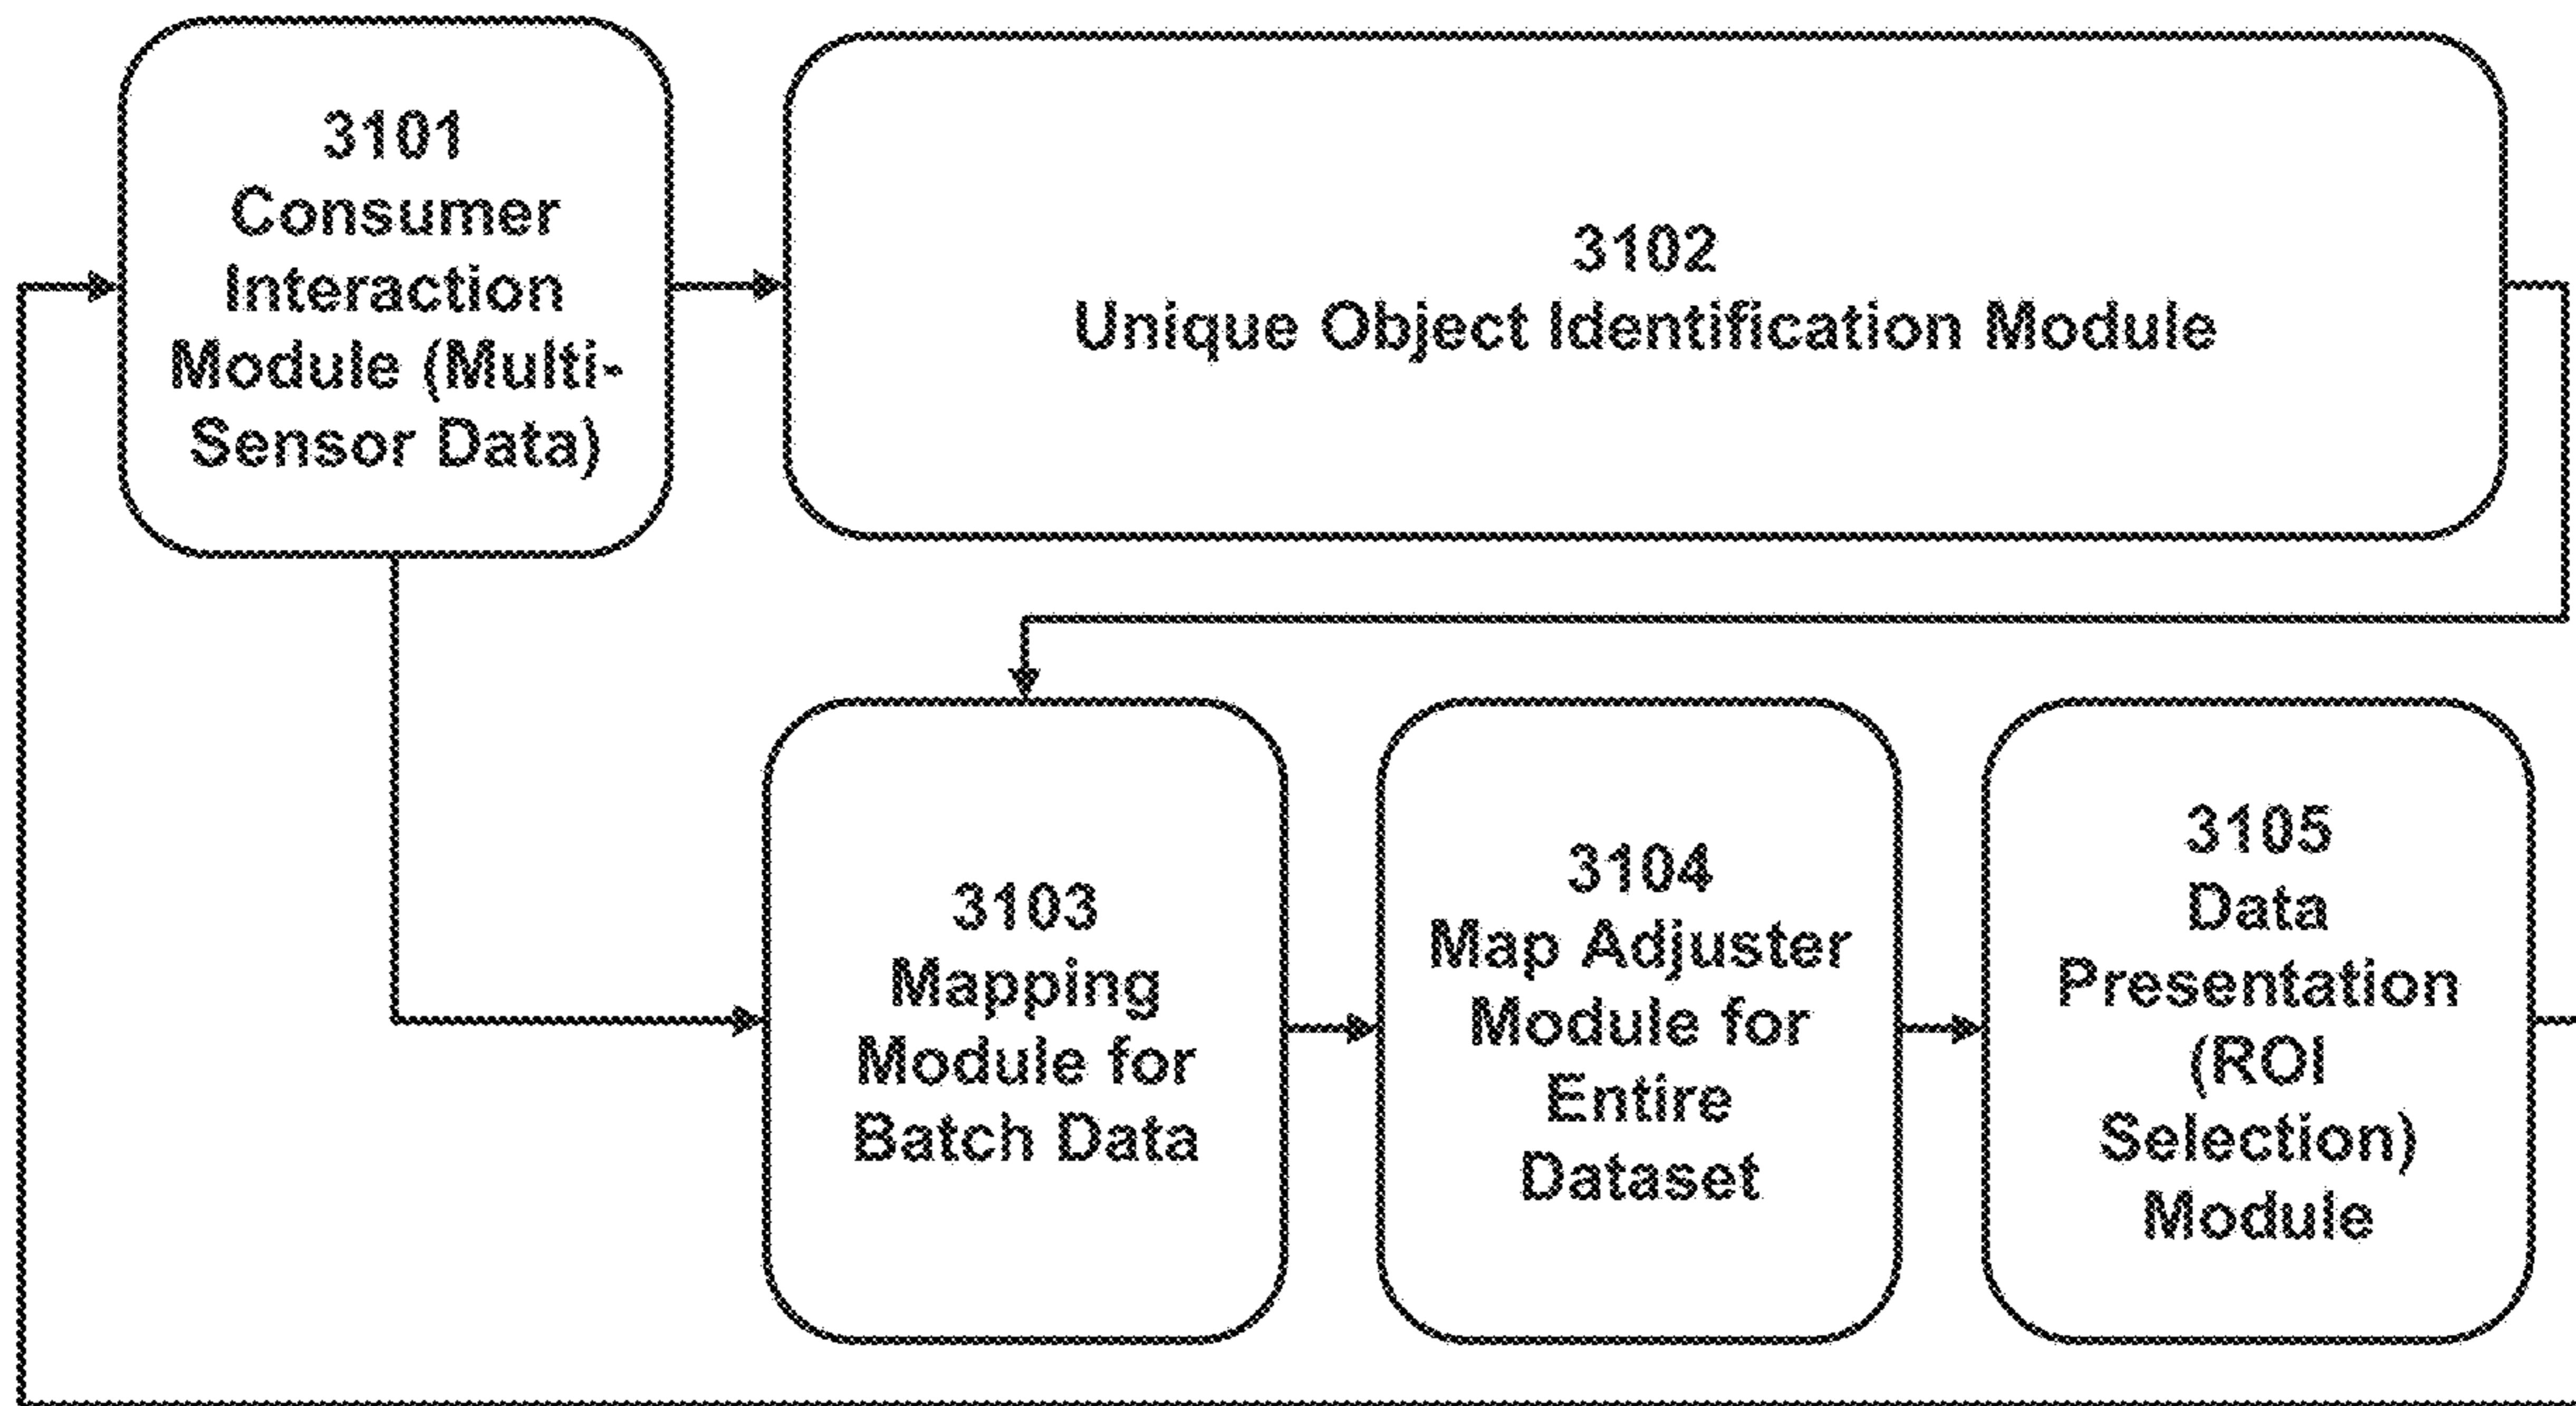 3101
Consumer
Interaction
Module (Multi-
Sensor Data)
3102
Unique Object Identification Module
3103
Mapping
Module for
Batch Data
3104
Map Adjuster
Module for
Entire
Dataset
3105
Data
Presentation
(ROI
Selection)
Module